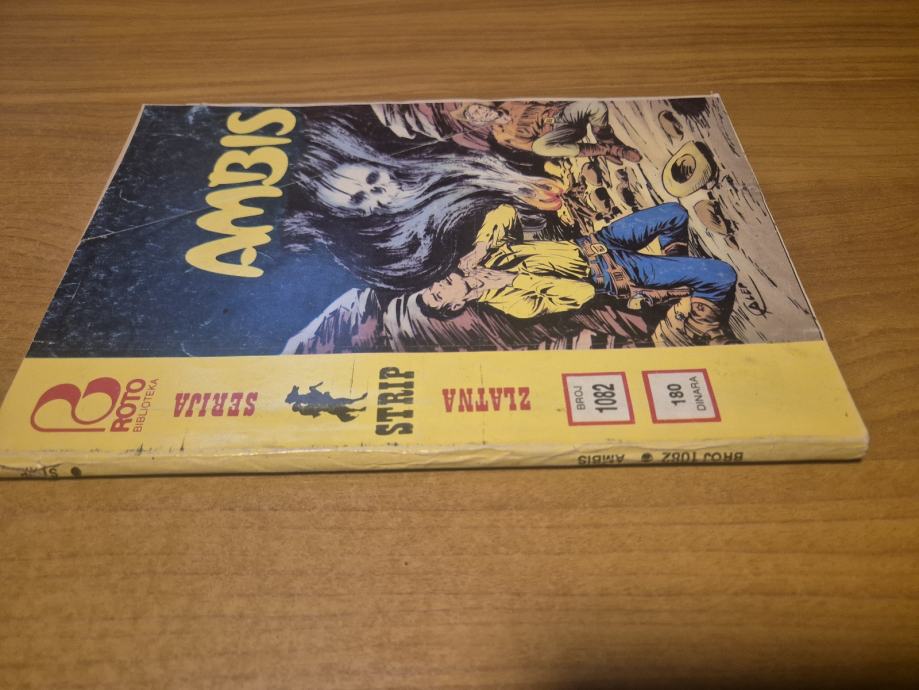 AMBIS
ROTO
BIBLIOTEKA
ZLATNA
STRIP
SERIJA
BROJ
1082
180
DINARA
BROJ 1082 ● AMBIS